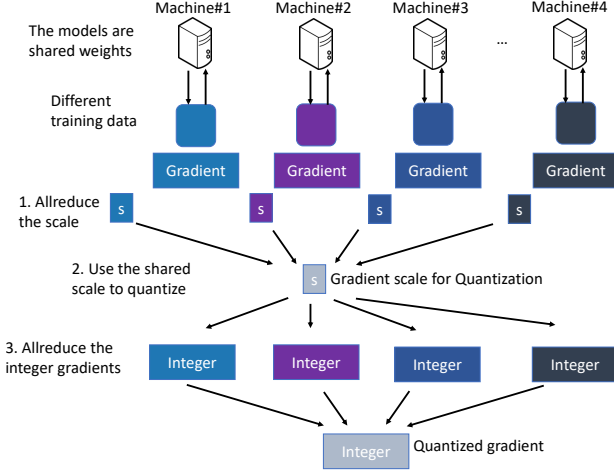 Machine#1 Machine#2 Machine#3 Machine#4
The models are
shared weights
...
Different
training data
Gradient Gradient Gradient Gradient
1. Allreduce
the scale
s s s s
2. Use the shared
scale to quantize
s Gradient scale for Quantization
3. Allreduce the
integer gradients
Integer Integer Integer Integer
Integer Quantized gradient